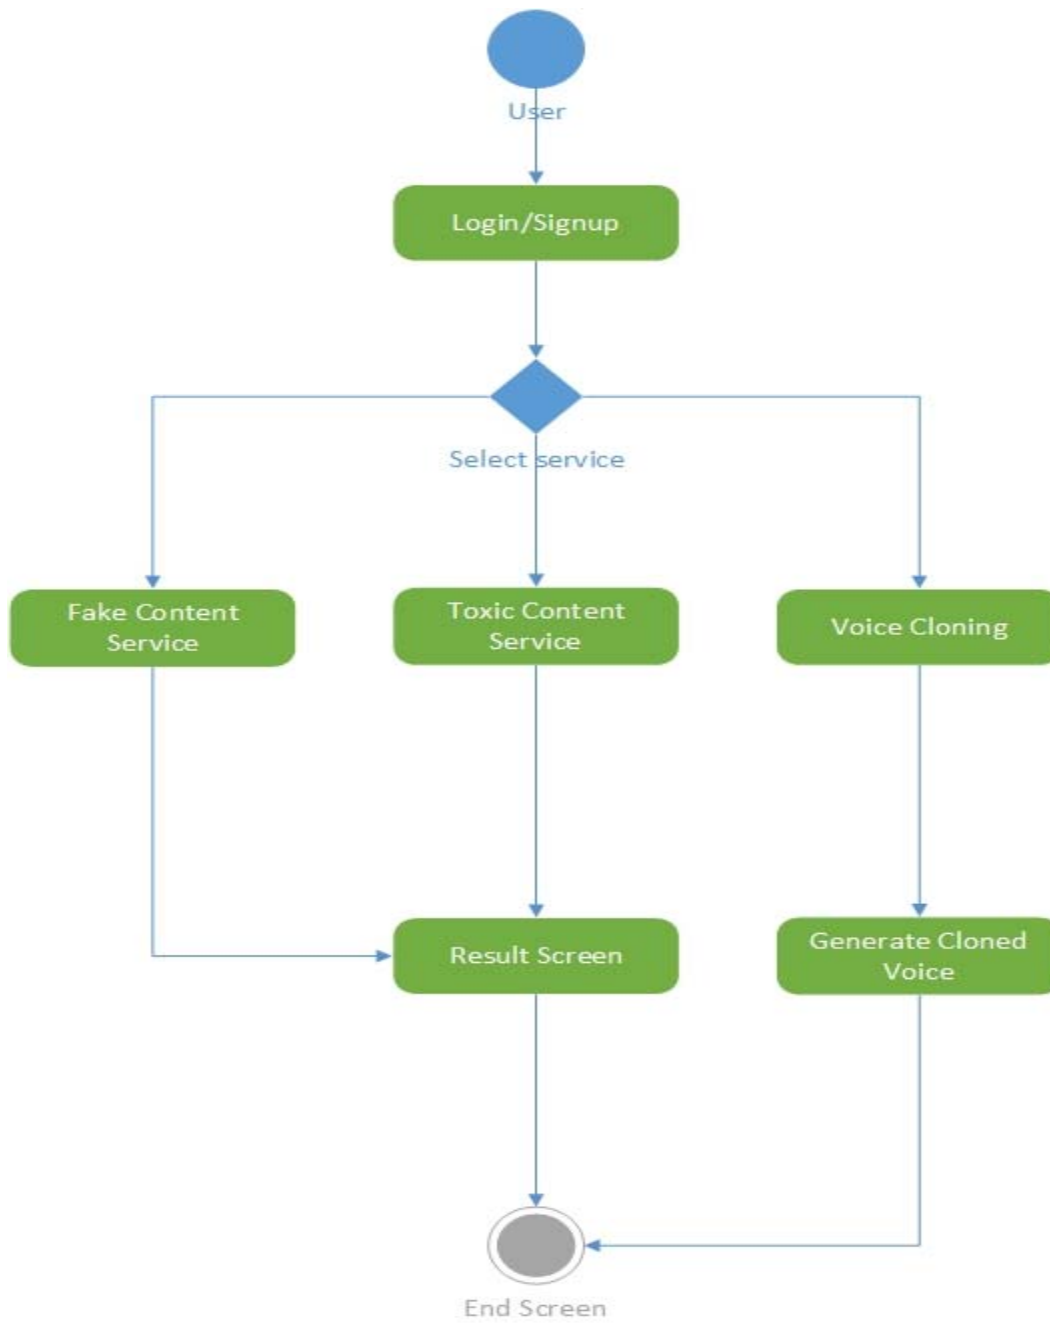 User
Login/Signup
Select service
Fake Content
Service
Toxic Content
Service
Voice Cloning
Result Screen
Generate Cloned
Voice
End Screen